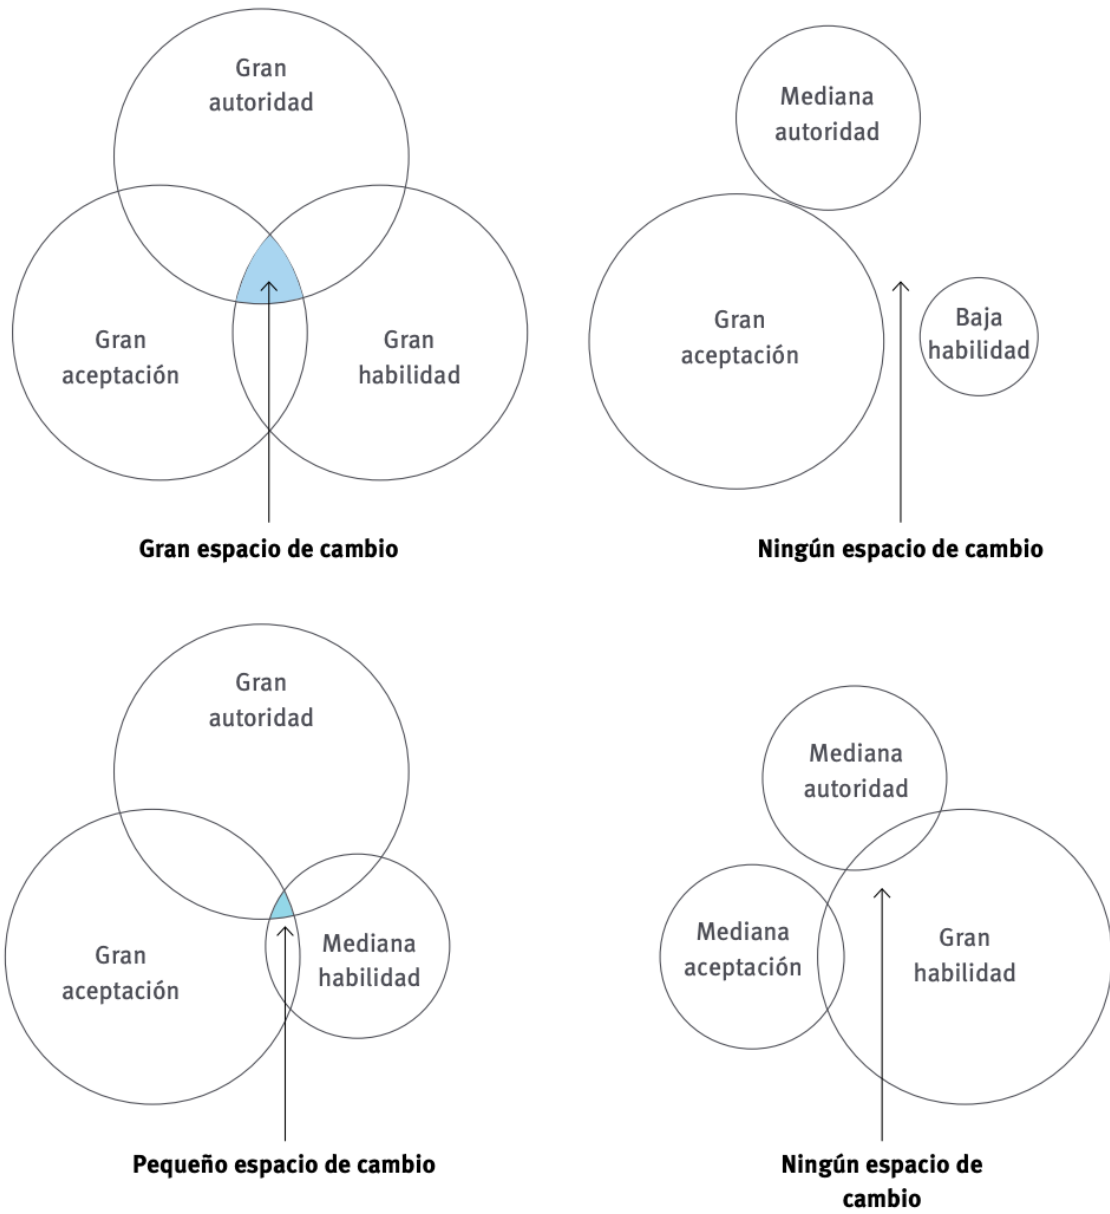 Gran
autoridad
Gran
aceptación
Gran
habilidad
Gran espacio de cambio
Mediana
autoridad
Gran
aceptación
Baja
habilidad
Ningún espacio de cambio
Gran
autoridad
Gran
aceptación
Mediana
habilidad
Pequeño espacio de cambio
Mediana
autoridad
Mediana
aceptación
Gran
habilidad
Ningún espacio de
cambio